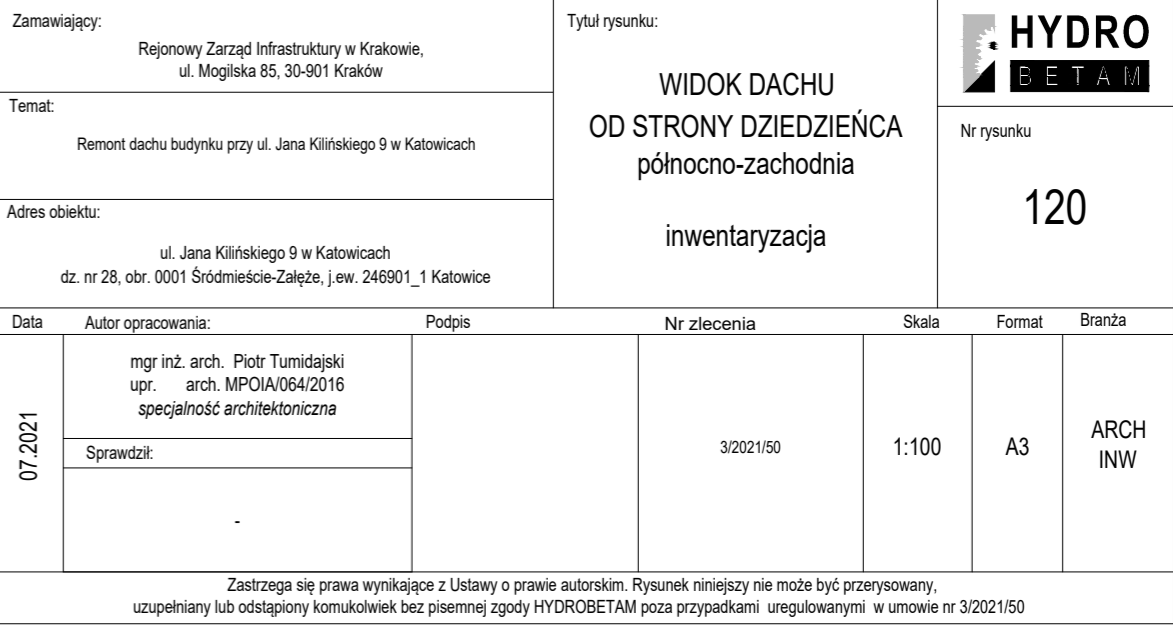 Zamawiający:
Rejonowy Zarząd Infrastruktury w Krakowie,
ul. Mogilska 85, 30-901 Kraków
Temat:
Remont dachu budynku przy ul. Jana Kilińskiego 9 w Katowicach
Adres obiektu:
ul. Jana Kilińskiego 9 w Katowicach
dz. nr 28, obr. 0001 Śródmieście-Załęże, j.ew. 246901_1 Katowice
Tytuł rysunku:
WIDOK DACHU
OD STRONY DZIEDZIEŃCA
północno-zachodnia
inwentaryzacja
HYDRO
BETAM
Nr rysunku
120
Data
07.2021
Autor opracowania:
mgr inż. arch. Piotr Tumidajski
upr. arch. MPOIA/064/2016
specjalność architektoniczna
Sprawdził:
-
Podpis
Nr zlecenia
3/2021/50
Skala
1:100
Format
A3
Branża
ARCH
INW
Zastrzega się prawa wynikające z Ustawy o prawie autorskim. Rysunek niniejszy nie może być przerysowany,
uzupełniany lub odstąpiony komukolwiek bez pisemnej zgody HYDROBETAM poza przypadkami uregulowanymi w umowie nr 3/2021/50